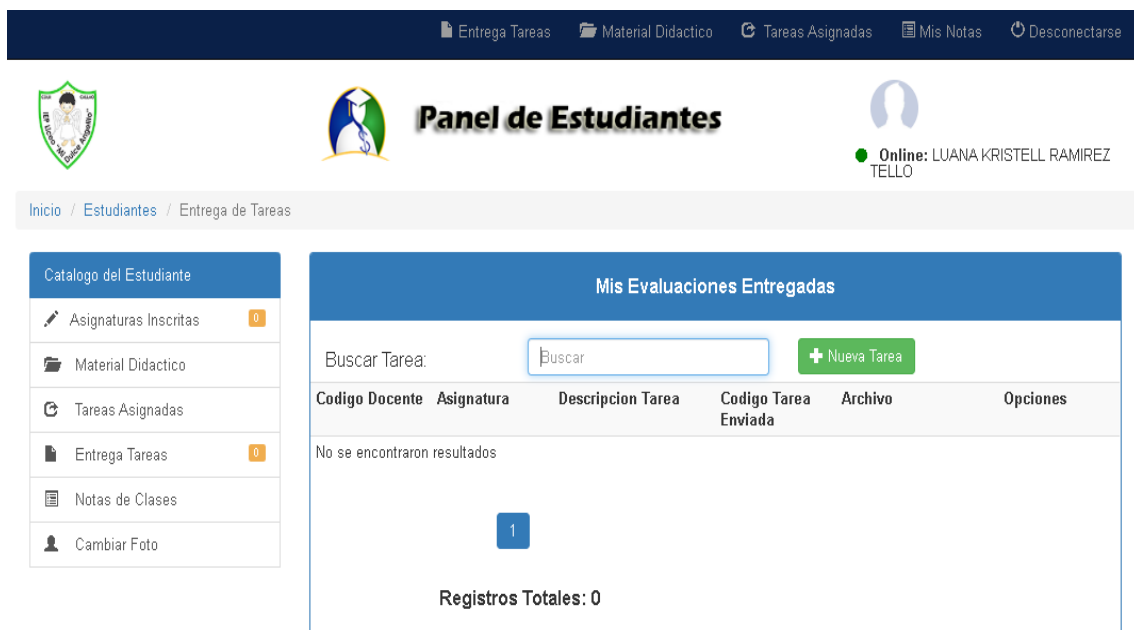 Entrega Tareas Material Didactico Tareas Asignadas Mis Notas Desconectarse
Panel de Estudiantes
Online: LUANA KRISTELL RAMIREZ
TELLO
Inicio / Estudiantes / Entrega de Tareas
Catalogo del Estudiante
Asignaturas Inscritas 0
Material Didactico
Tareas Asignadas
Entrega Tareas 0
Notas de Clases
Cambiar Foto
Mis Evaluaciones Entregadas
Buscar Tarea: Buscar Nueva Tarea
Codigo Docente Asignatura Descripcion Tarea Codigo Tarea Archivo Opciones
Enviada
No se encontraron resultados
1
Registros Totales: 0